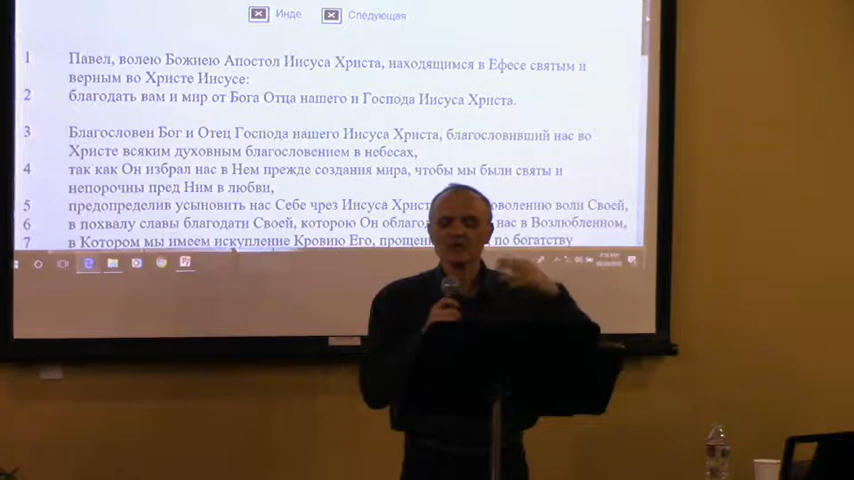 Инде Следующая
1 Павел, волею Божиею Апостол Иисуса Христа, находящимся в Ефесе святым и
верным во Христе Иисусе:
2 благодать вам и мир от Бога Отца нашего и Господа Иисуса Христа.
3 Благословен Бог и Отец Господа нашего Иисуса Христа, благословивший нас во
Христе всяким духовным благословением в небесах,
4 так как Он избрал нас в Нем прежде создания мира, чтобы мы были святы и
непорочны пред Ним в любви,
5 предопределив усыновить нас Себе чрез Иисуса воли Своей,
6 в похвалу славы благодати Своей, которою Он нас в Возлюбленном,
7 в Котором мы имеем искупление Кровию Его, по богатству